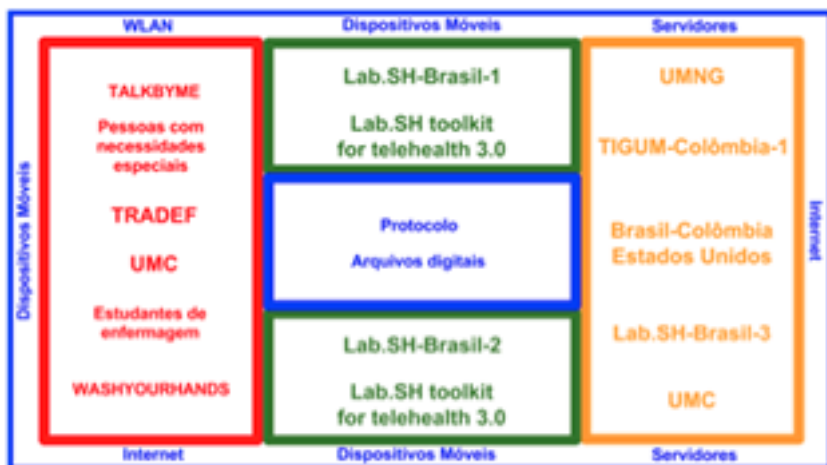 WLAN
Dispositivos Móveis
Servidores
Dispositivos Móveis
TALKBYME
Pessoas com
necessidades
especiais
TRADEF
UMC
Estudantes de
enfermagem
WASHYOURHANDS
Lab.SH-Brasil-1
Lab.SH toolkit
for telehealth 3.0
Protocolo
Arquivos digitais
Lab.SH-Brasil-2
Lab.SH toolkit
for telehealth 3.0
UMNG
TIGUM-Colômbia-1
Brasil-Colômbia
Estados Unidos
Lab.SH-Brasil-3
UMC
Internet
Internet
Dispositivos Móveis
Servidores